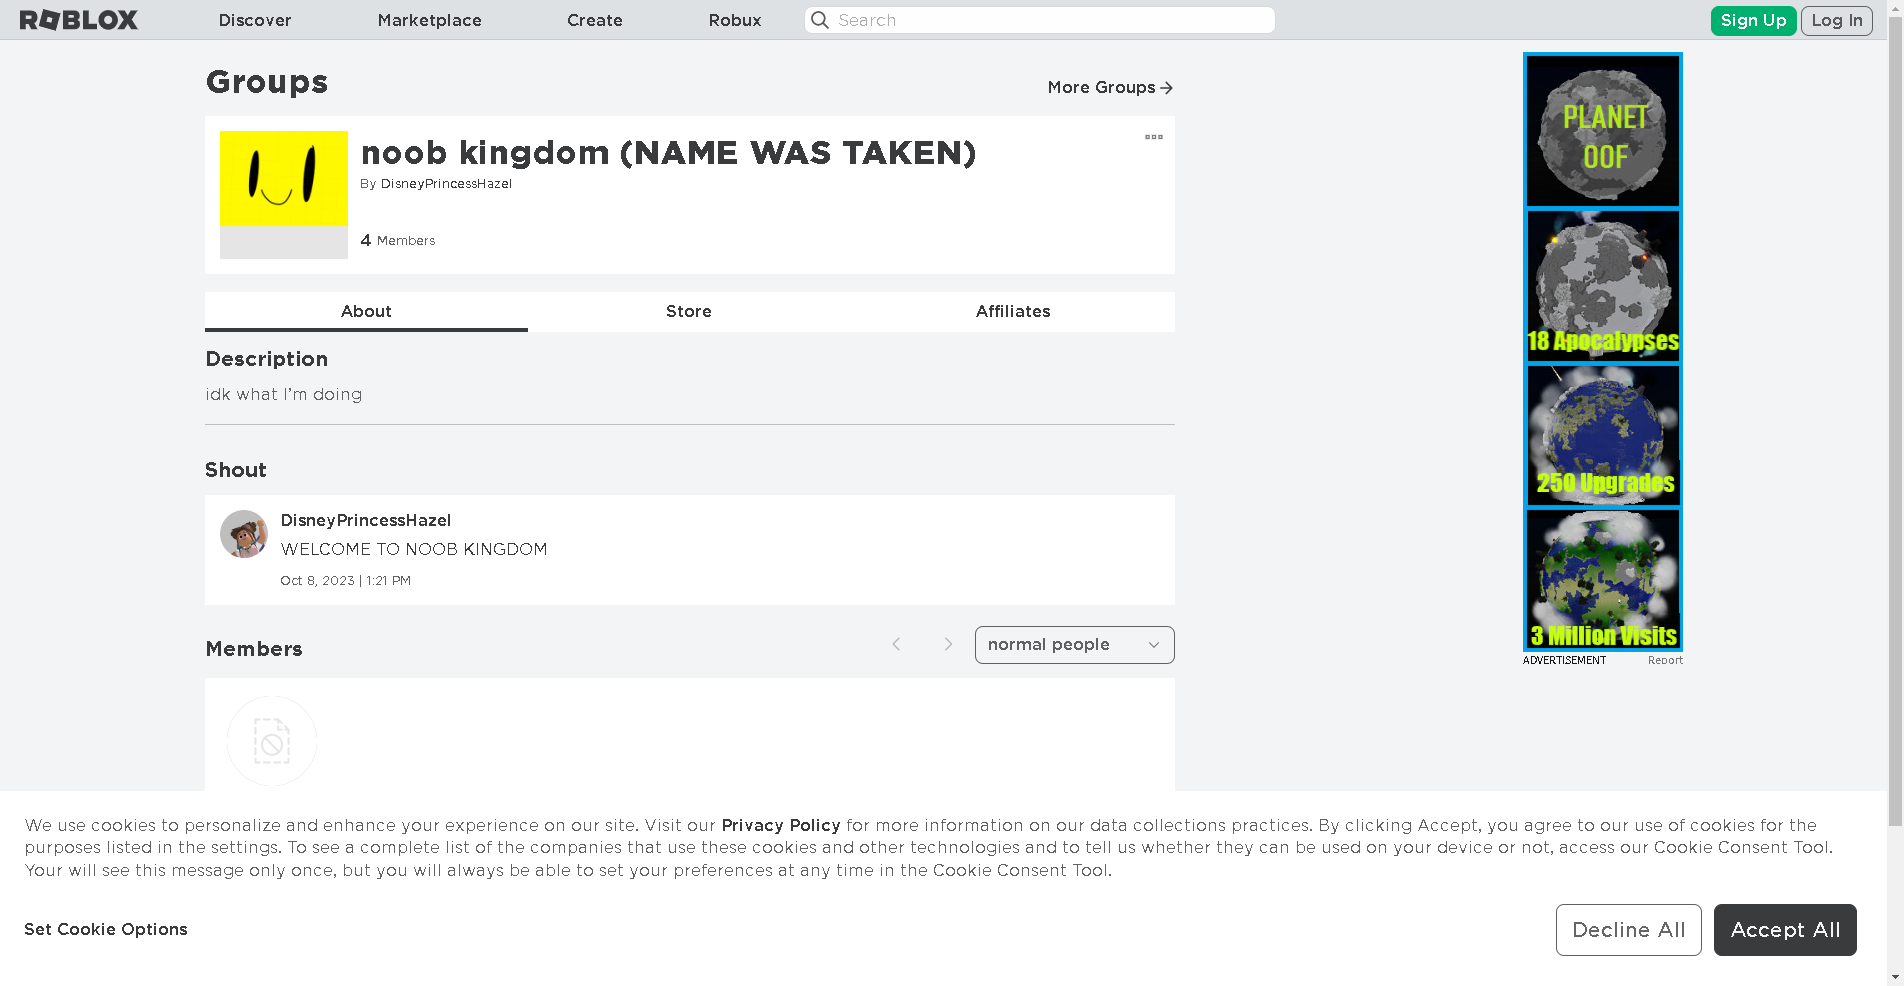 ROBLOX
Discover
Marketplace
Create
Robux
Search
Sign Up
Log In
Groups
More Groups
noob kingdom (NAME WAS TAKEN)
By DisneyPrincessHazel
4 Members
About
Store
Affiliates
Description
idk what I'm doing
Shout
DisneyPrincessHazel
WELCOME TO NOOB KINGDOM
Oct 8, 2023 | 1:21 PM
Members
normal people
PLANET
OOF
18 Apocalypses
250 Upgrades
3 Million Visits
ADVERTISEMENT
Report
We use cookies to personalize and enhance your experience on our site. Visit our Privacy Policy for more information on our data collections practices. By clicking Accept, you agree to our use of cookies for the
purposes listed in the settings. To see a complete list of the companies that use these cookies and other technologies and to tell us whether they can be used on your device or not, access our Cookie Consent Tool.
Your will see this message only once, but you will always be able to set your preferences at any time in the Cookie Consent Tool.
Set Cookie Options
Decline All
Accept All